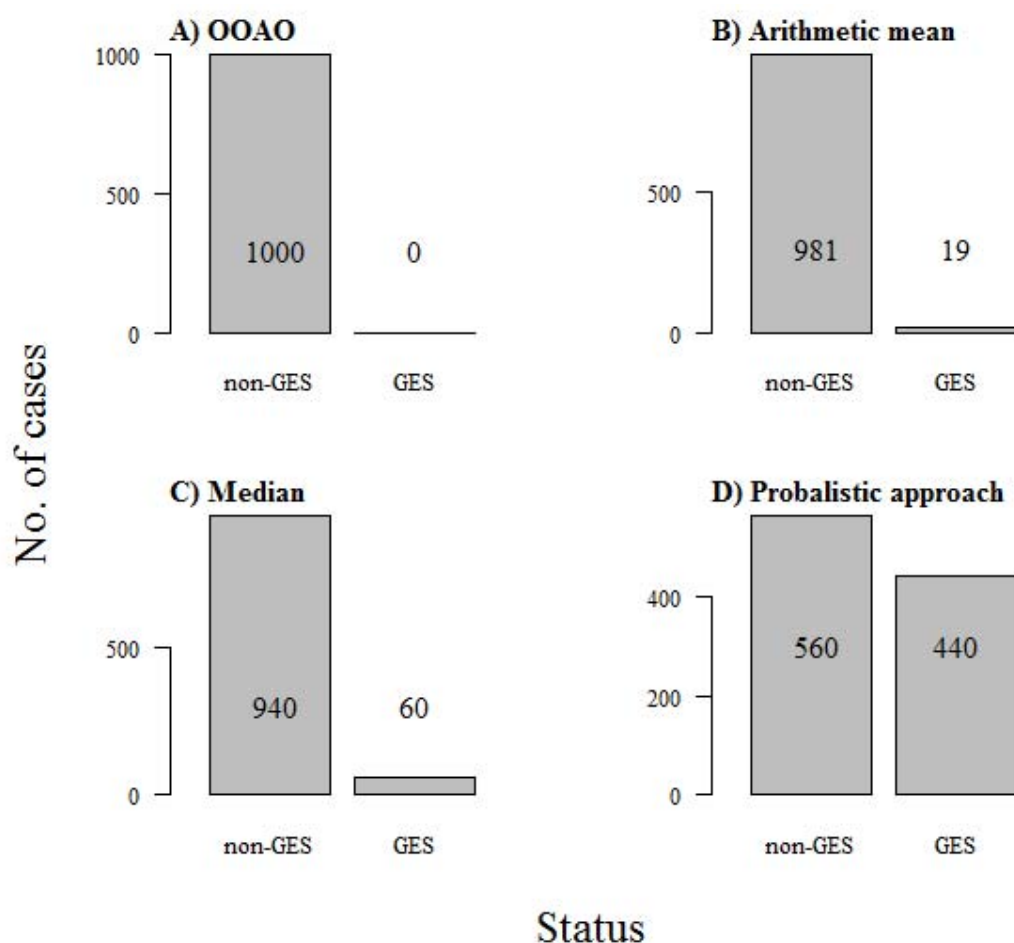 A) OOAO
1000
500
0
1000
0
non-GES
GES
B) Arithmetic mean
500
0
981
19
non-GES
GES
No. of cases
C) Median
500
0
940
60
non-GES
GES
D) Probalistic approach
400
200
0
560
440
non-GES
GES
Status